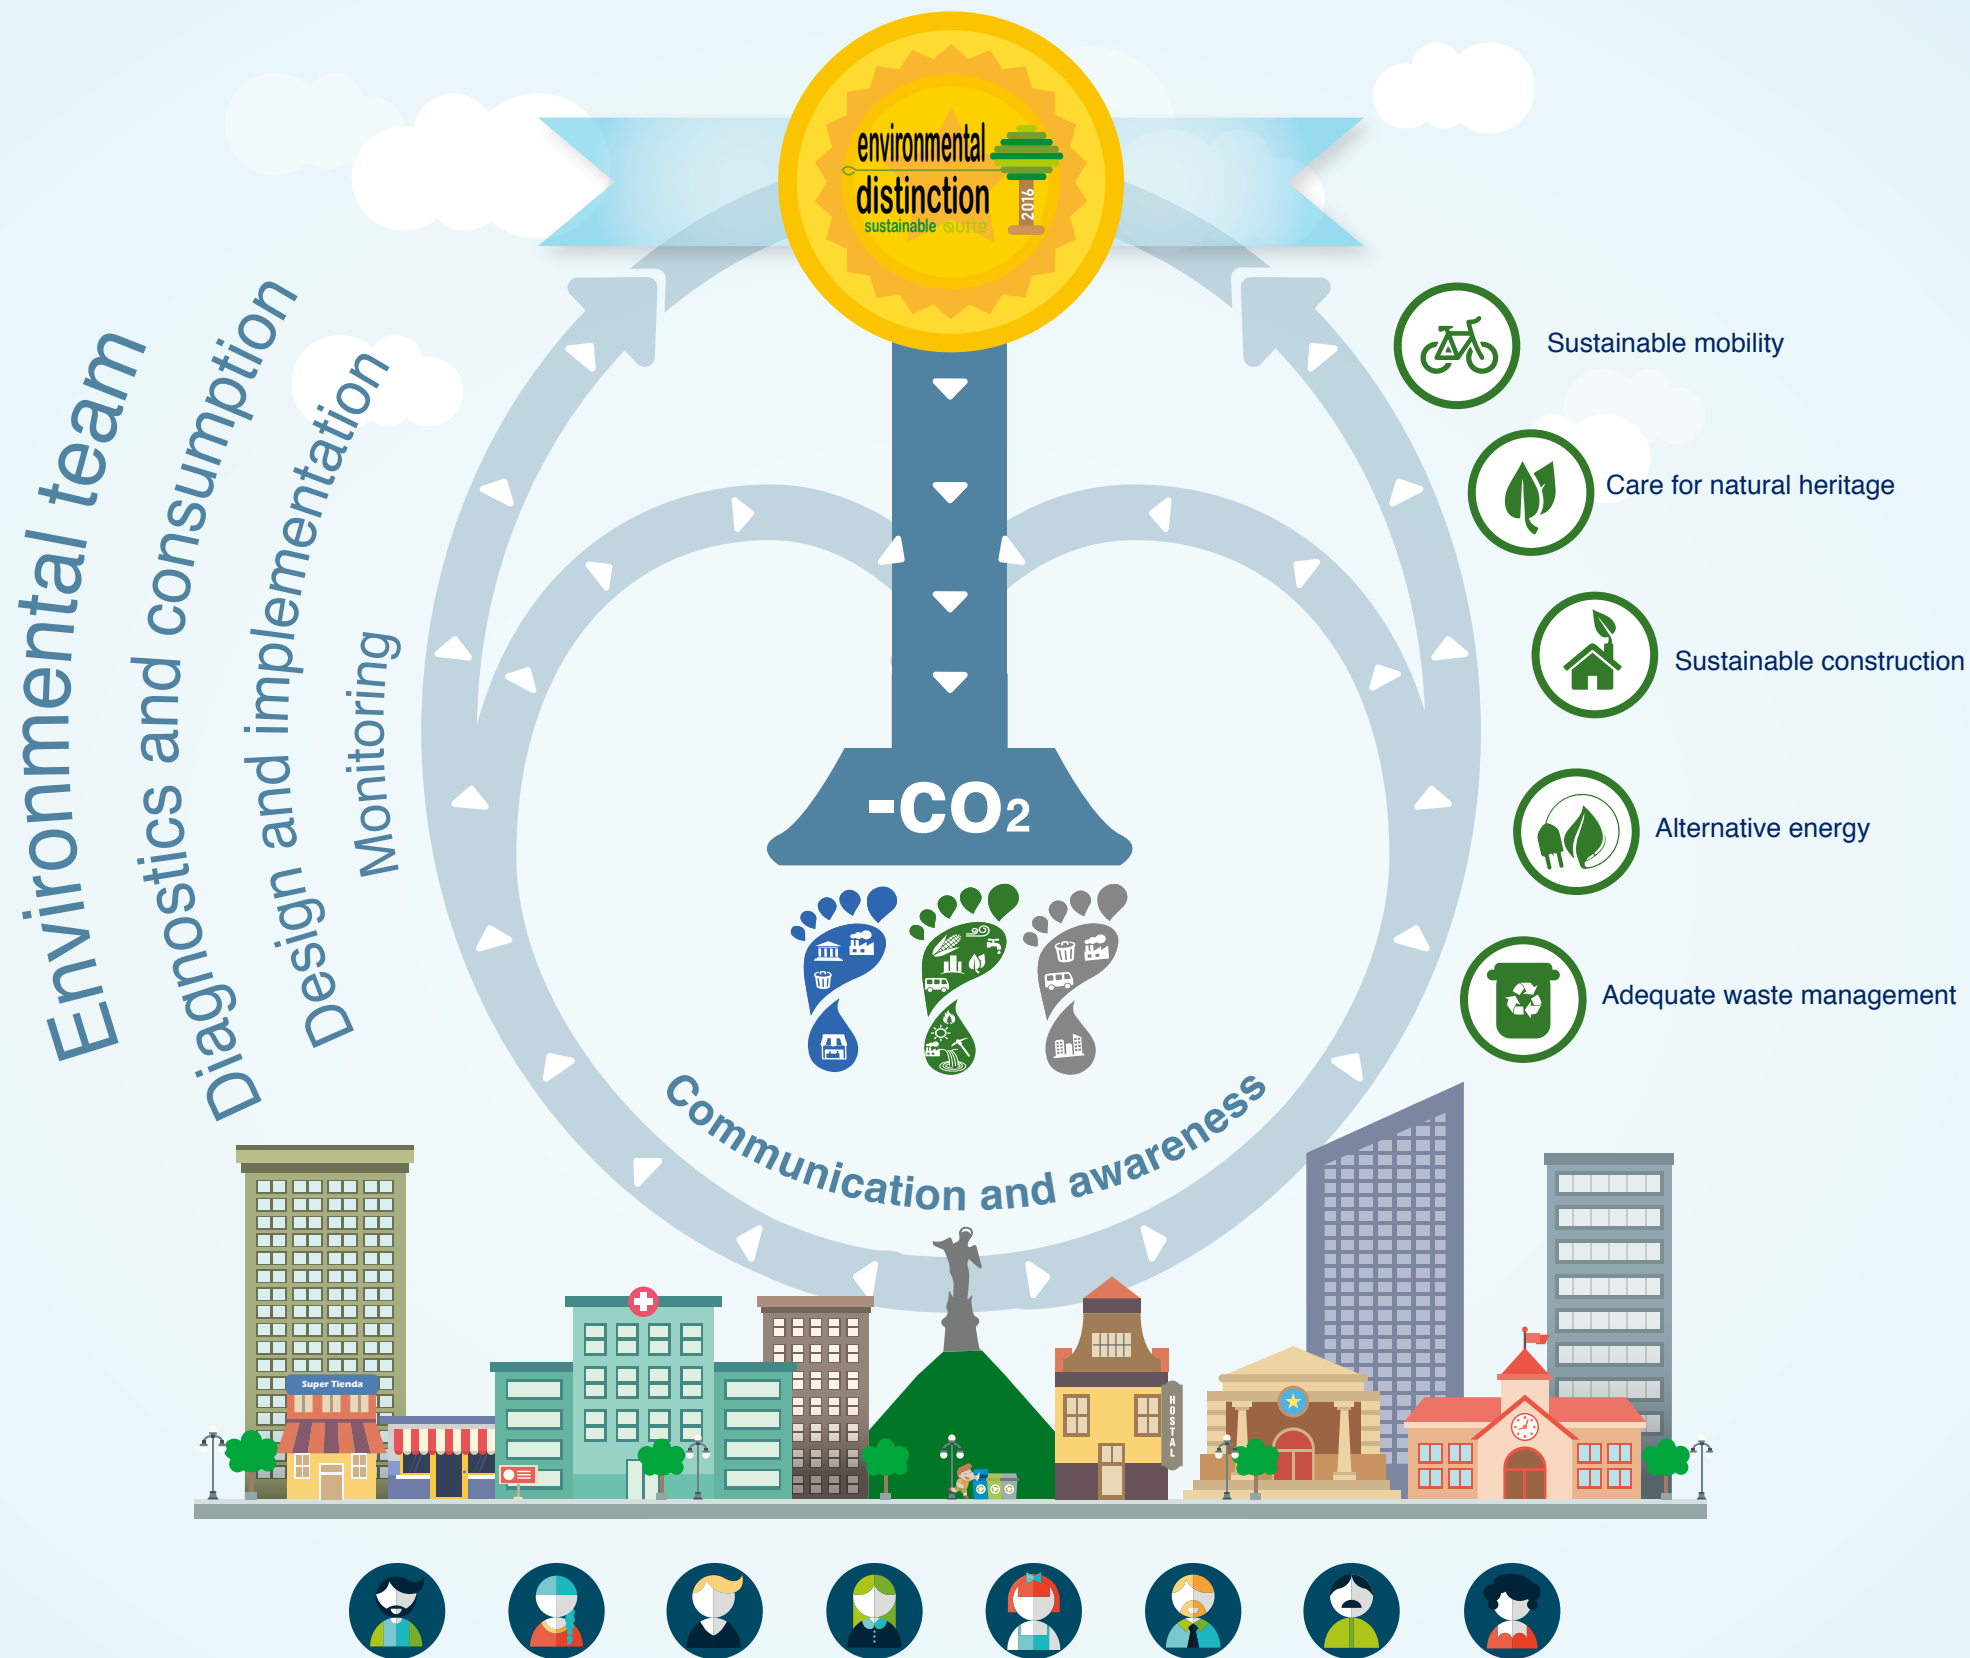 environmental
distinction
sustainable QUITO
2016
Environmental team
Diagnostics and consumption
Design and implementation
Monitoring
Sustainable mobility
Care for natural heritage
Sustainable construction
Alternative energy
Adequate waste management
-CO₂
Communication and awareness
Super Tienda
HOSTAL